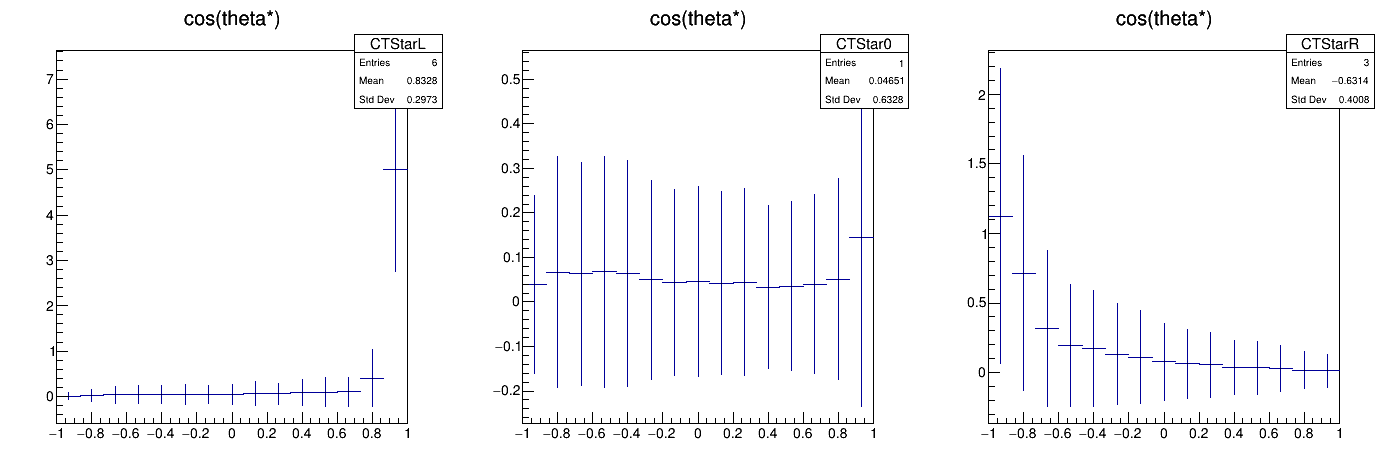 cos(theta*)
CTStarL
Entries 6
Mean 0.8328
Std Dev 0.2973
7
6
5
4
3
2
1
0
−1 −0.8 −0.6 −0.4 −0.2 0 0.2 0.4 0.6 0.8 1
cos(theta*)
CTStar0
Entries 1
Mean 0.04651
Std Dev 0.6328
0.5
0.4
0.3
0.2
0.1
0
−0.1
−0.2
−1 −0.8 −0.6 −0.4 −0.2 0 0.2 0.4 0.6 0.8 1
cos(theta*)
CTStarR
Entries 3
Mean −0.6314
Std Dev 0.4008
2
1.5
1
0.5
0
−1 −0.8 −0.6 −0.4 −0.2 0 0.2 0.4 0.6 0.8 1